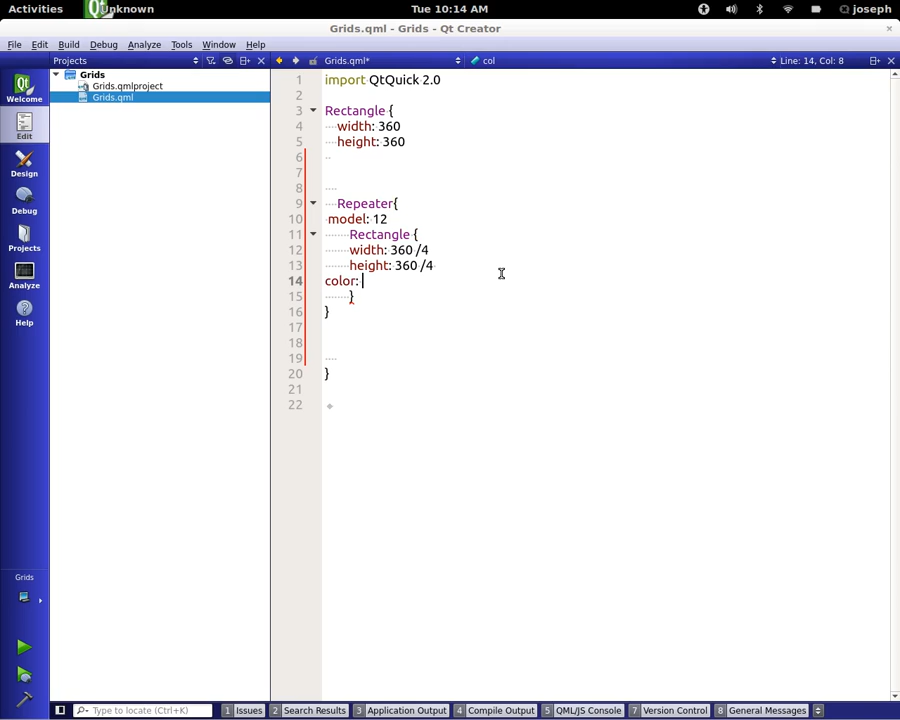 Activities
Unknown
Tue 10:14 AM
joseph
Grids.qml - Grids - Qt Creator
File Edit Build Debug Analyze Tools Window Help
Projects
Grids.qml*
col
Line: 14, Col: 8
Grids
Grids.qmlproject
Grids.qml
Welcome
Edit
Design
Debug
Projects
Analyze
Help
Grids
1 import QtQuick 2.0
2
3 Rectangle {
4 width: 360
5 height: 360
6
7
8
9 Repeater{
10 model: 12
11 Rectangle {
12 width: 360 /4
13 height: 360 /4
14 color:
15 }
16 }
17
18
19
20 }
21
22
Type to locate (Ctrl+K)
1 Issues
2 Search Results
3 Application Output
4 Compile Output
5 QML/JS Console
7 Version Control
8 General Messages